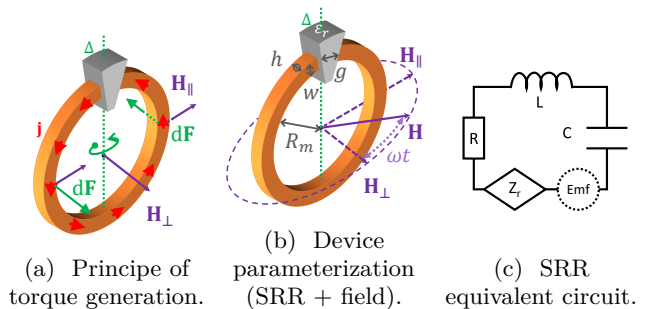 Δ
H∥
j
dF
dF
H⊥
(a) Principe of
torque generation.
Δ
εr
h
w
g
H∥
Rm
H
ωt
H⊥
(b) Device
parameterization
(SRR + field).
L
R
C
Zr
Emf
(c) SRR
equivalent circuit.